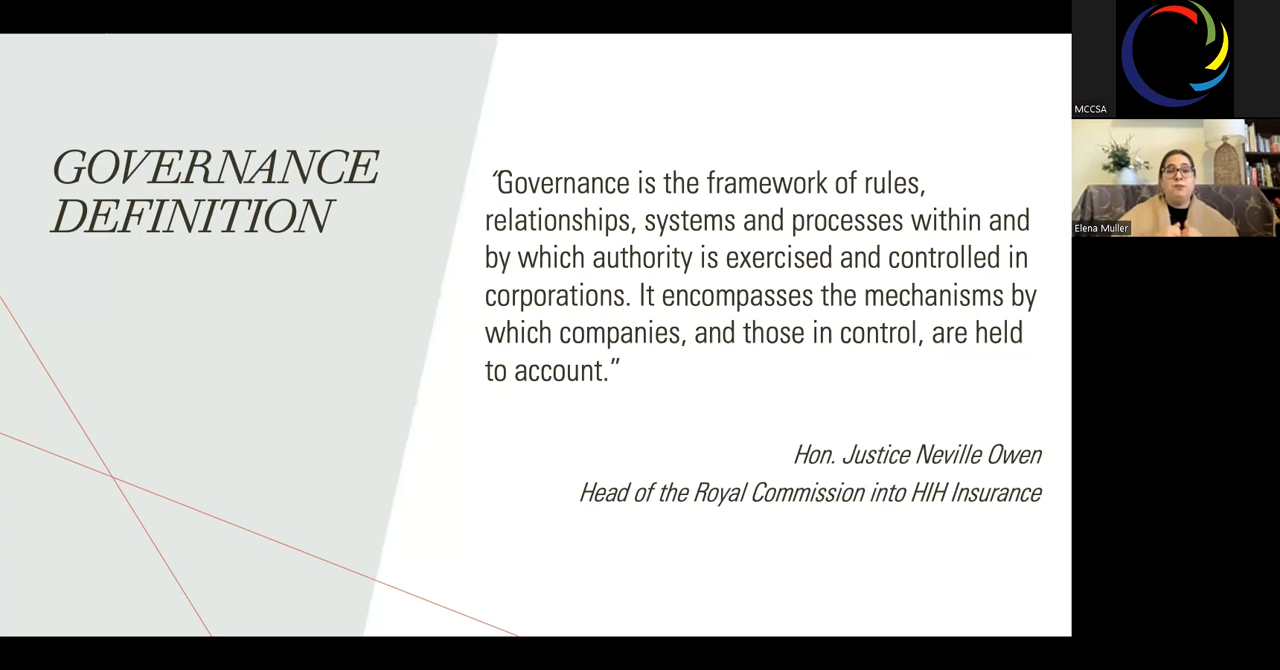 GOVERNANCE
DEFINITION
“Governance is the framework of rules,
relationships, systems and processes within and
by which authority is exercised and controlled in
corporations. It encompasses the mechanisms by
which companies, and those in control, are held
to account.”
Hon. Justice Neville Owen
Head of the Royal Commission into HIH Insurance
MCCSA
Elena Muller